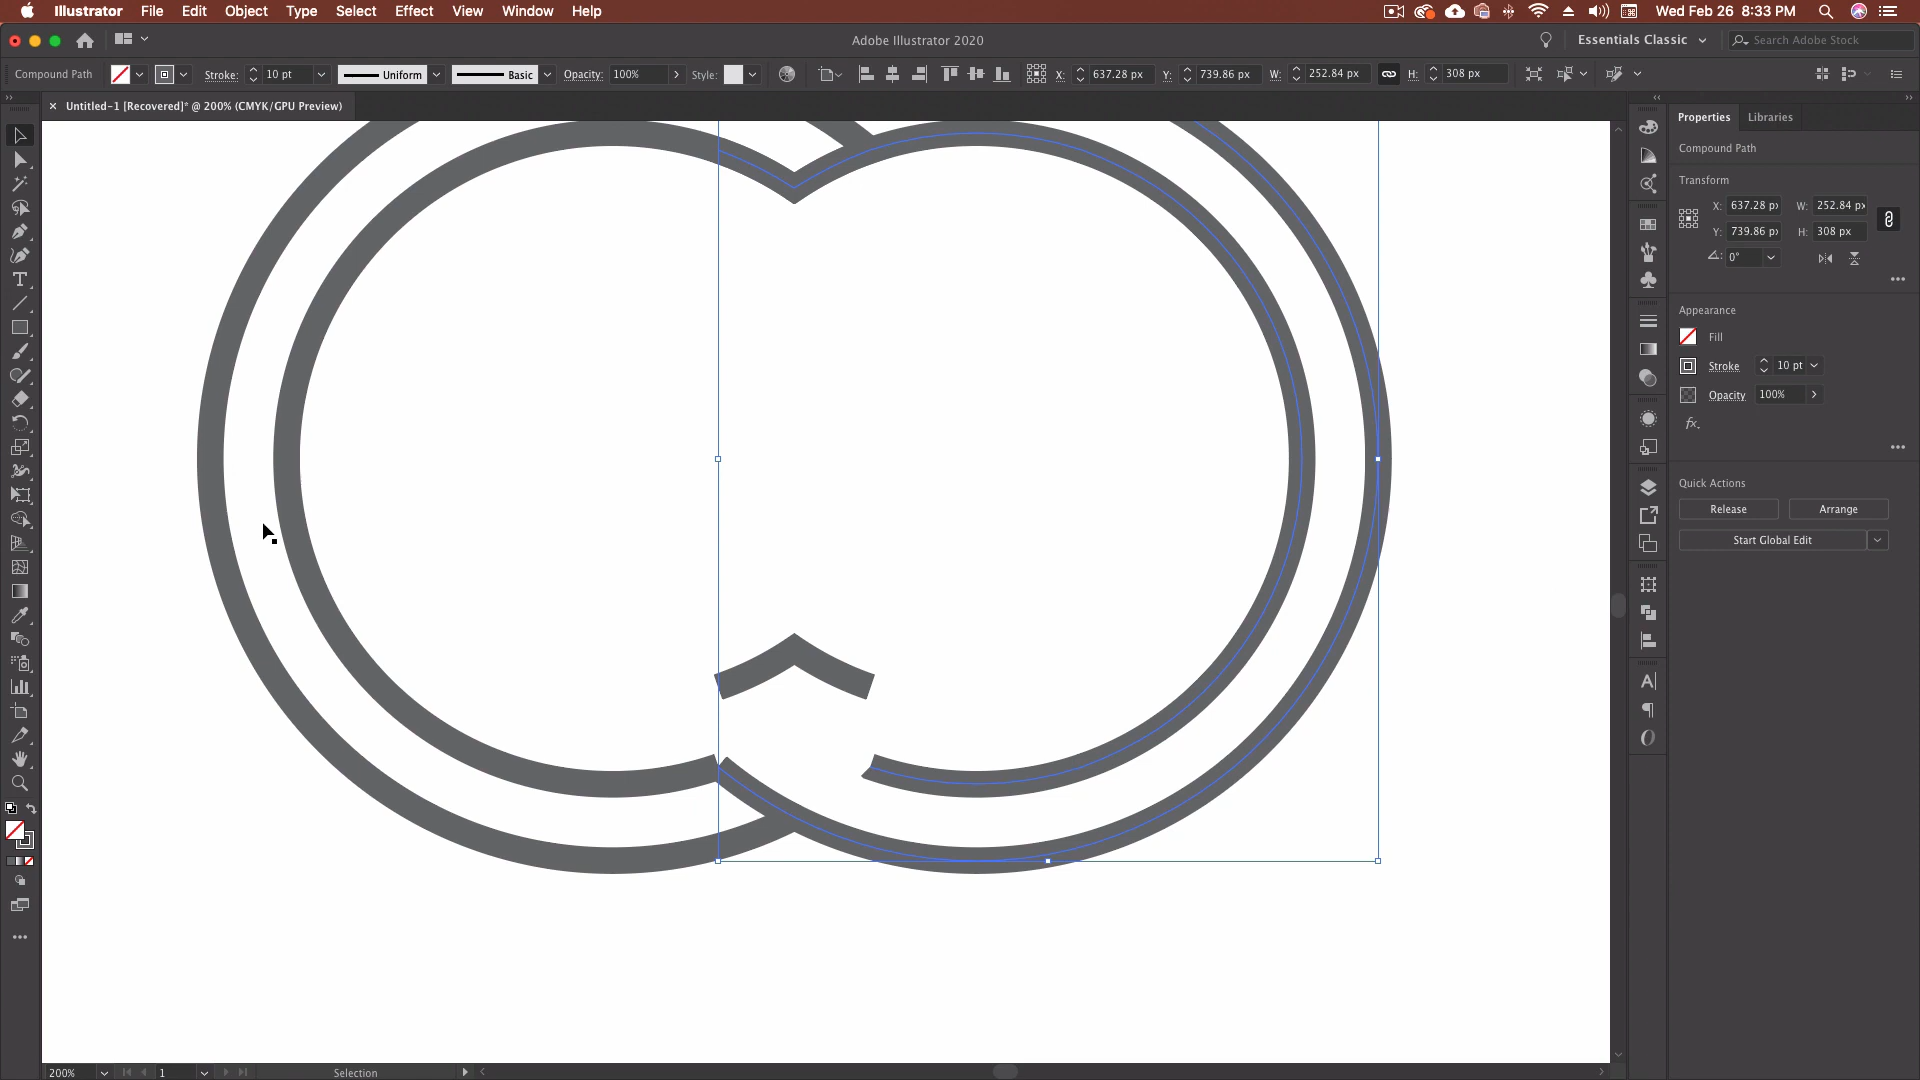 Illustrator File Edit Object Type Select Effect View Window Help Wed Feb 26 8:33 PM
Adobe Illustrator 2020 Essentials Classic Search Adobe Stock
Compound Path Stroke: 10 pt Uniform Basic Opacity: 100% Style: X: 637.28 px Y: 739.86 px W: 252.84 px H: 308 px
× Untitled-1 [Recovered]* @ 200% (CMYK/GPU Preview)
Properties Libraries
Compound Path
Transform
X: 637.28 px W: 252.84 px
Y: 739.86 px H: 308 px
0°
Appearance
Fill
Stroke 10 pt
Opacity 100%
fx.
Quick Actions
Release Arrange
Start Global Edit
200% 1 Selection